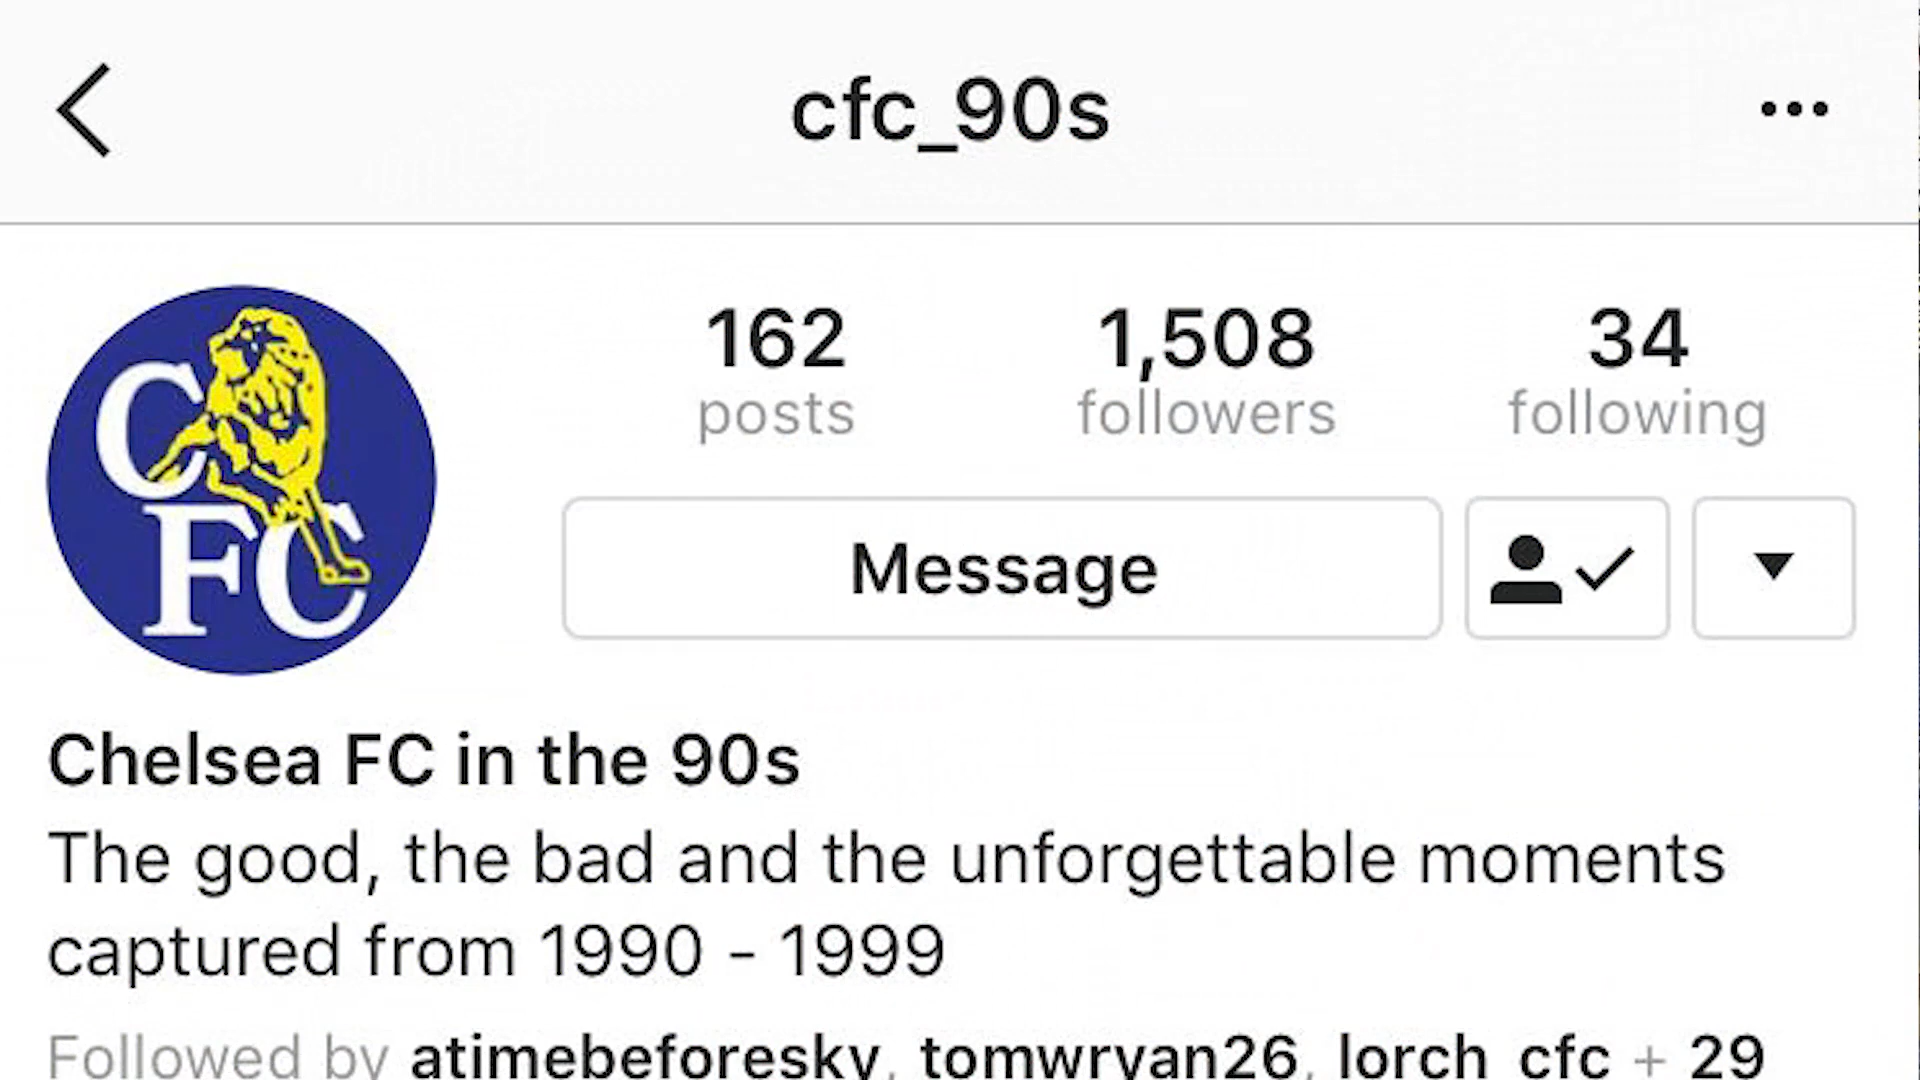 cfc_90s
162 1,508 34
posts followers following
C
FC
Message
Chelsea FC in the 90s
The good, the bad and the unforgettable moments
captured from 1990 - 1999
Followed by atimebeforesky, tomwryan26, lorch_cfc + 29